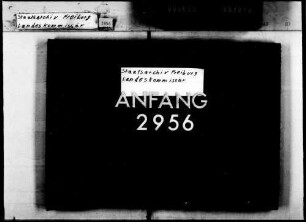 Staatsarchiv Freiburg
Landeskommissär
Staatsarchiv Freiburg
Landeskommissär
ANFANG
2956